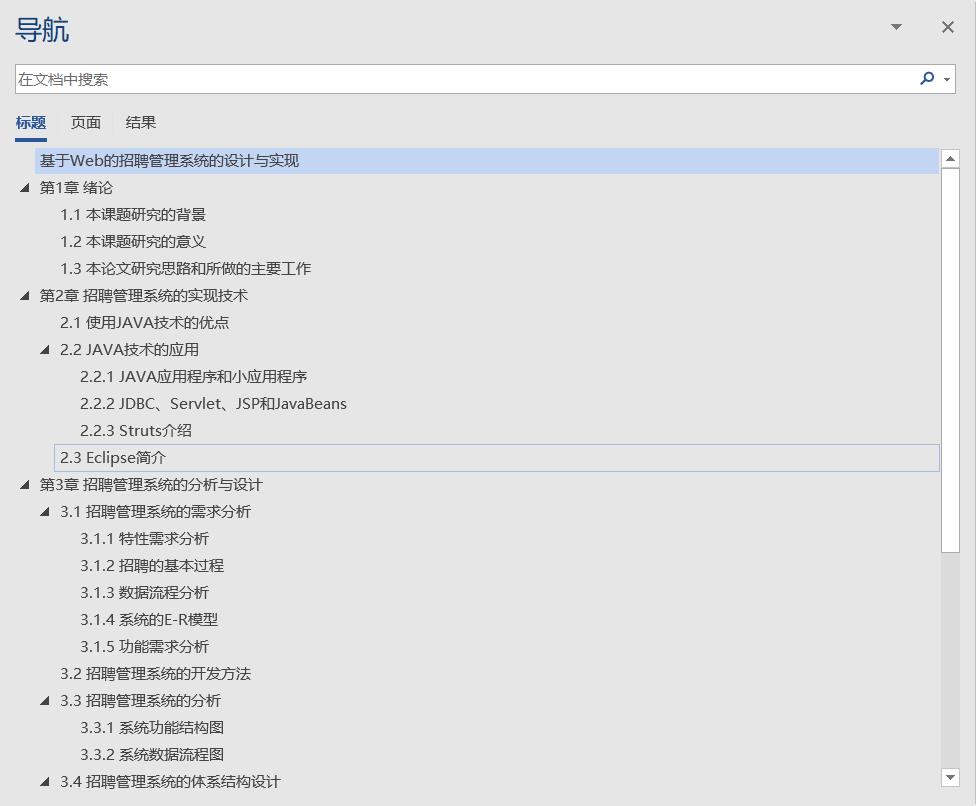 导航
在文档中搜索
标题 页面 结果
基于Web的招聘管理系统的设计与实现
第1章 绪论
1.1 本课题研究的背景
1.2 本课题研究的意义
1.3 本论文研究思路和所做的主要工作
第2章 招聘管理系统的实现技术
2.1 使用JAVA技术的优点
2.2 JAVA技术的应用
2.2.1 JAVA应用程序和小应用程序
2.2.2 JDBC、Servlet、JSP和JavaBeans
2.2.3 Struts介绍
2.3 Eclipse简介
第3章 招聘管理系统的分析与设计
3.1 招聘管理系统的需求分析
3.1.1 特性需求分析
3.1.2 招聘的基本过程
3.1.3 数据流程分析
3.1.4 系统的E-R模型
3.1.5 功能需求分析
3.2 招聘管理系统的开发方法
3.3 招聘管理系统的分析
3.3.1 系统功能结构图
3.3.2 系统数据流程图
3.4 招聘管理系统的体系结构设计